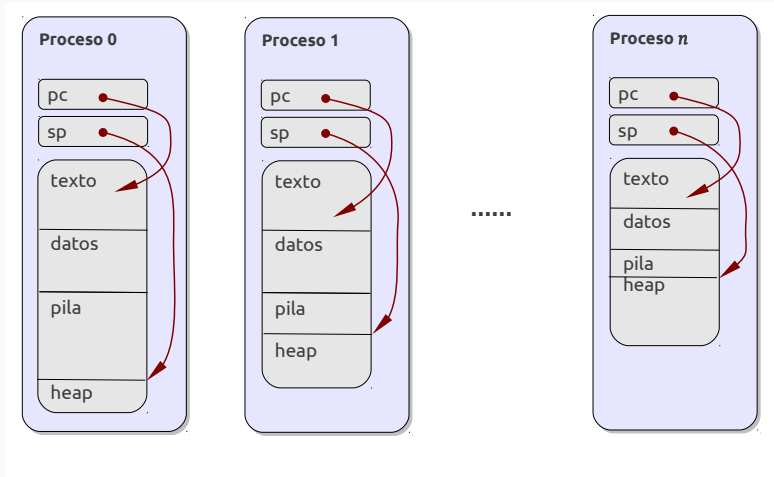 Proceso 0
pc
sp
texto
datos
pila
heap
Proceso 1
pc
sp
texto
datos
pila
heap
......
Proceso n
pc
sp
texto
datos
pila
heap